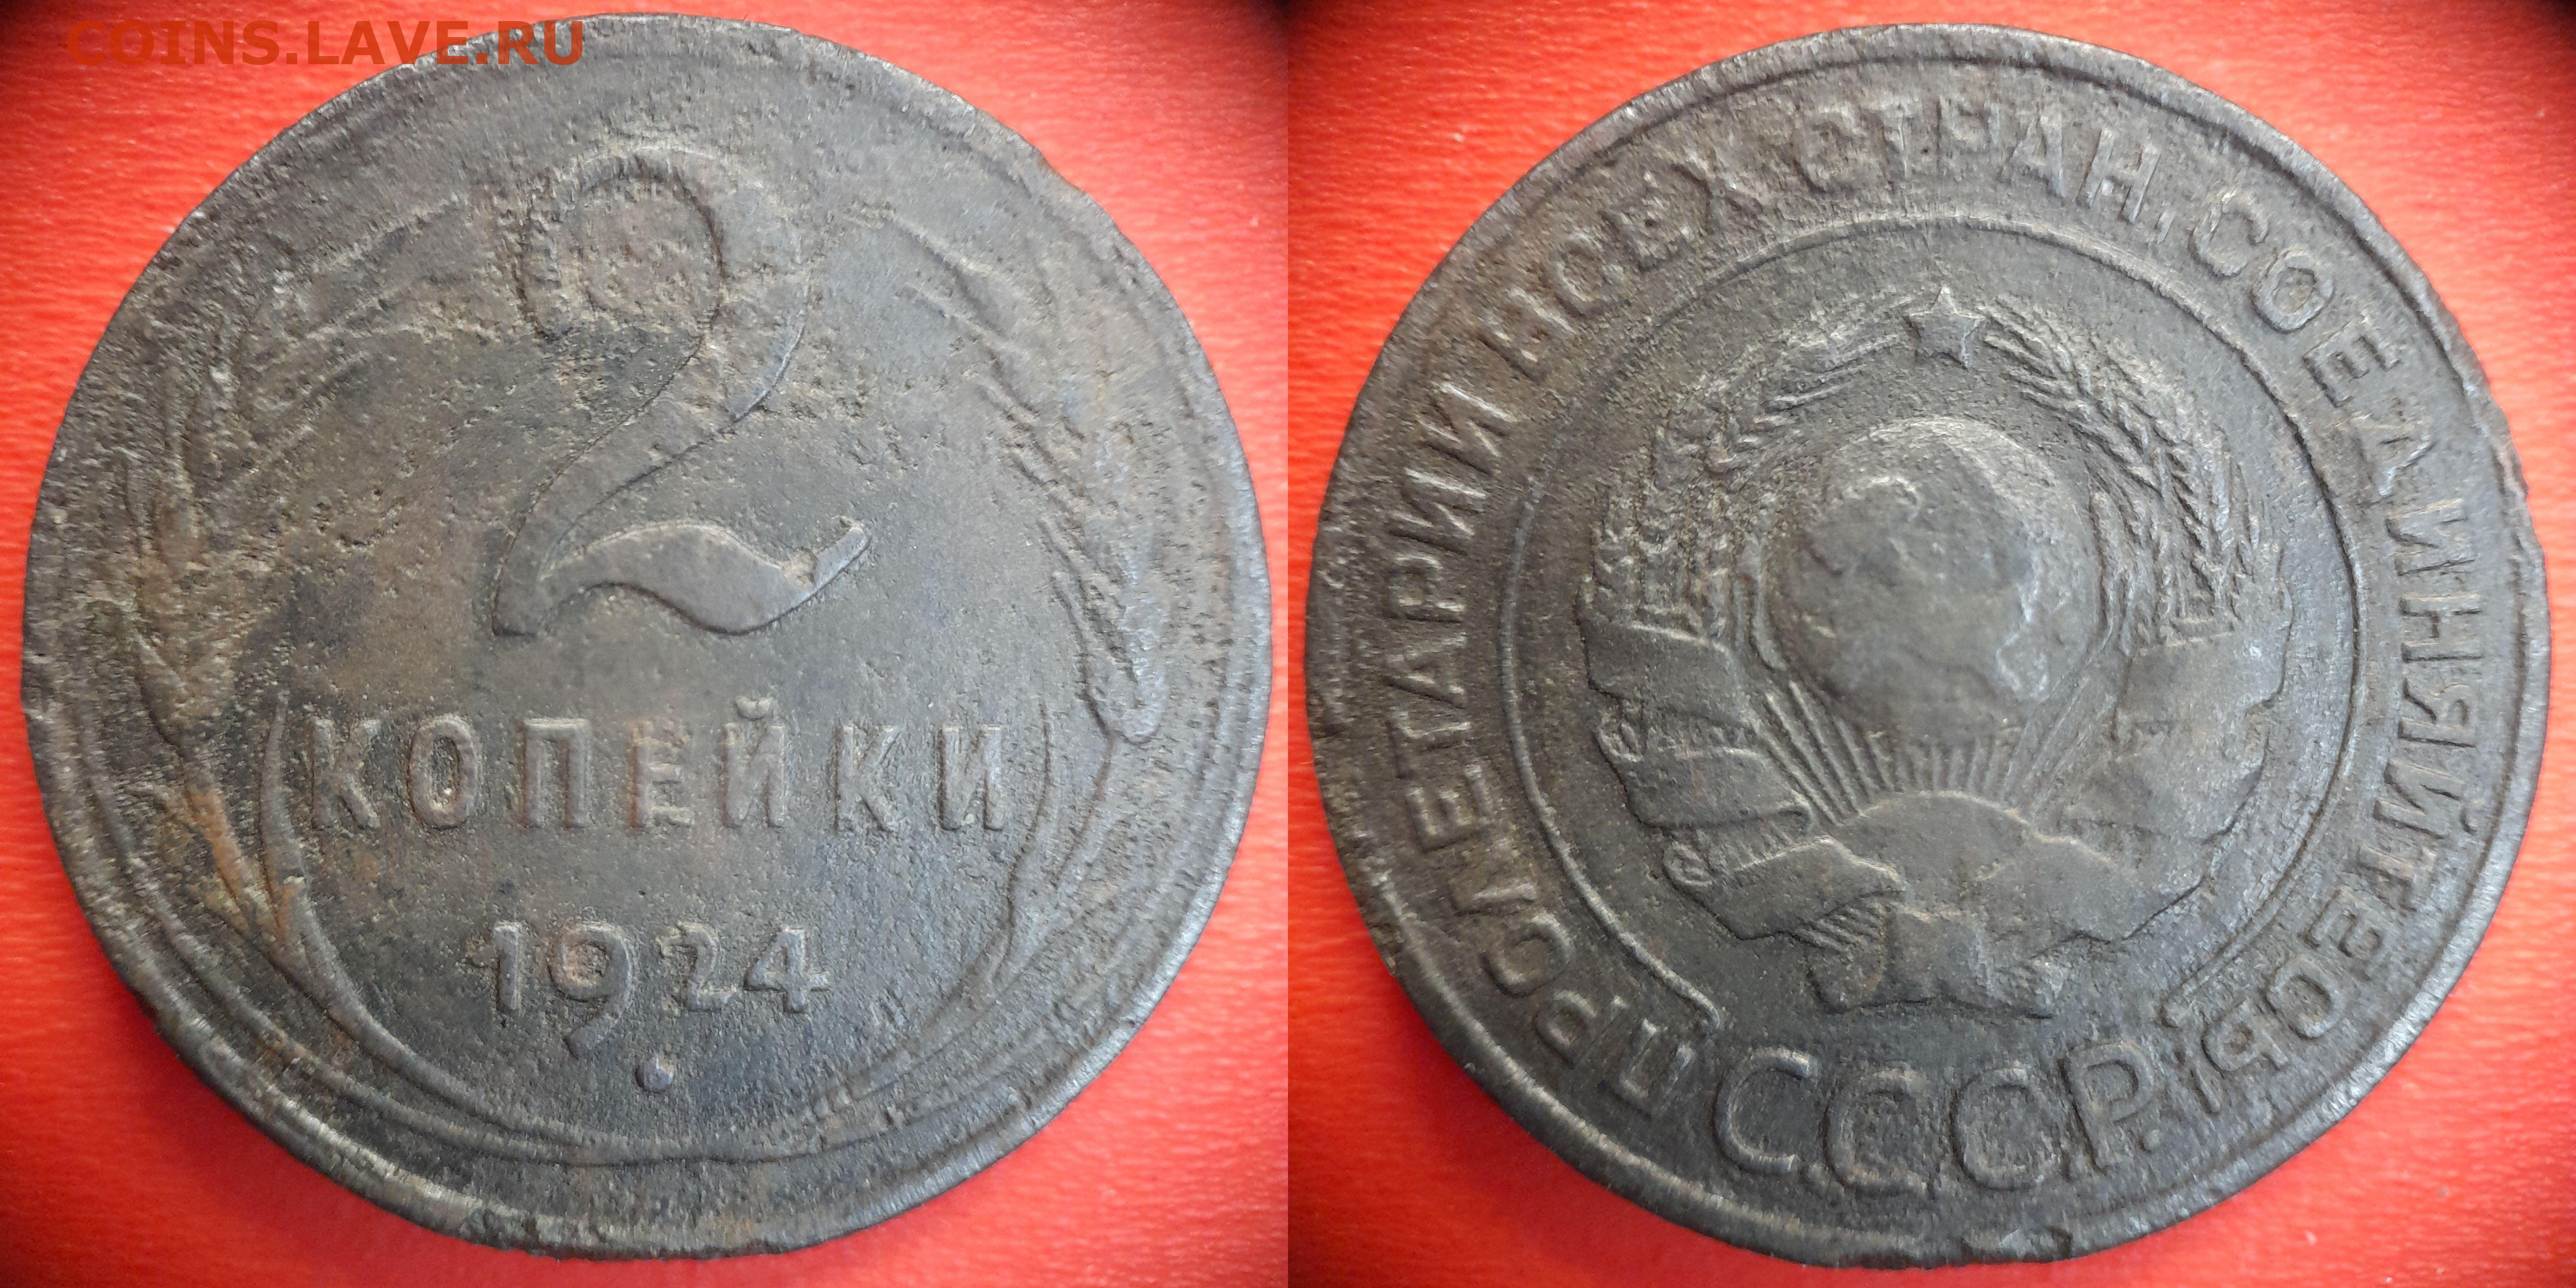 COINS.LAVE.RU
2
КОПЕЙКИ
1924
ПРОЛЕТАРИИ ВСЕХ СТРАН, СОЕДИНЯЙТЕСЬ!
С.С.С.Р.